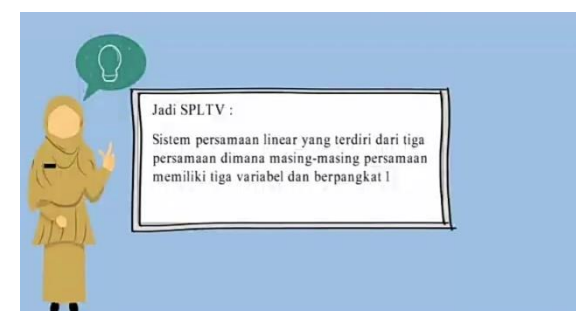 Jadi SPLTV :
Sistem persamaan linear yang terdiri dari tiga
persamaan dimana masing-masing persamaan
memiliki tiga variabel dan berpangkat 1